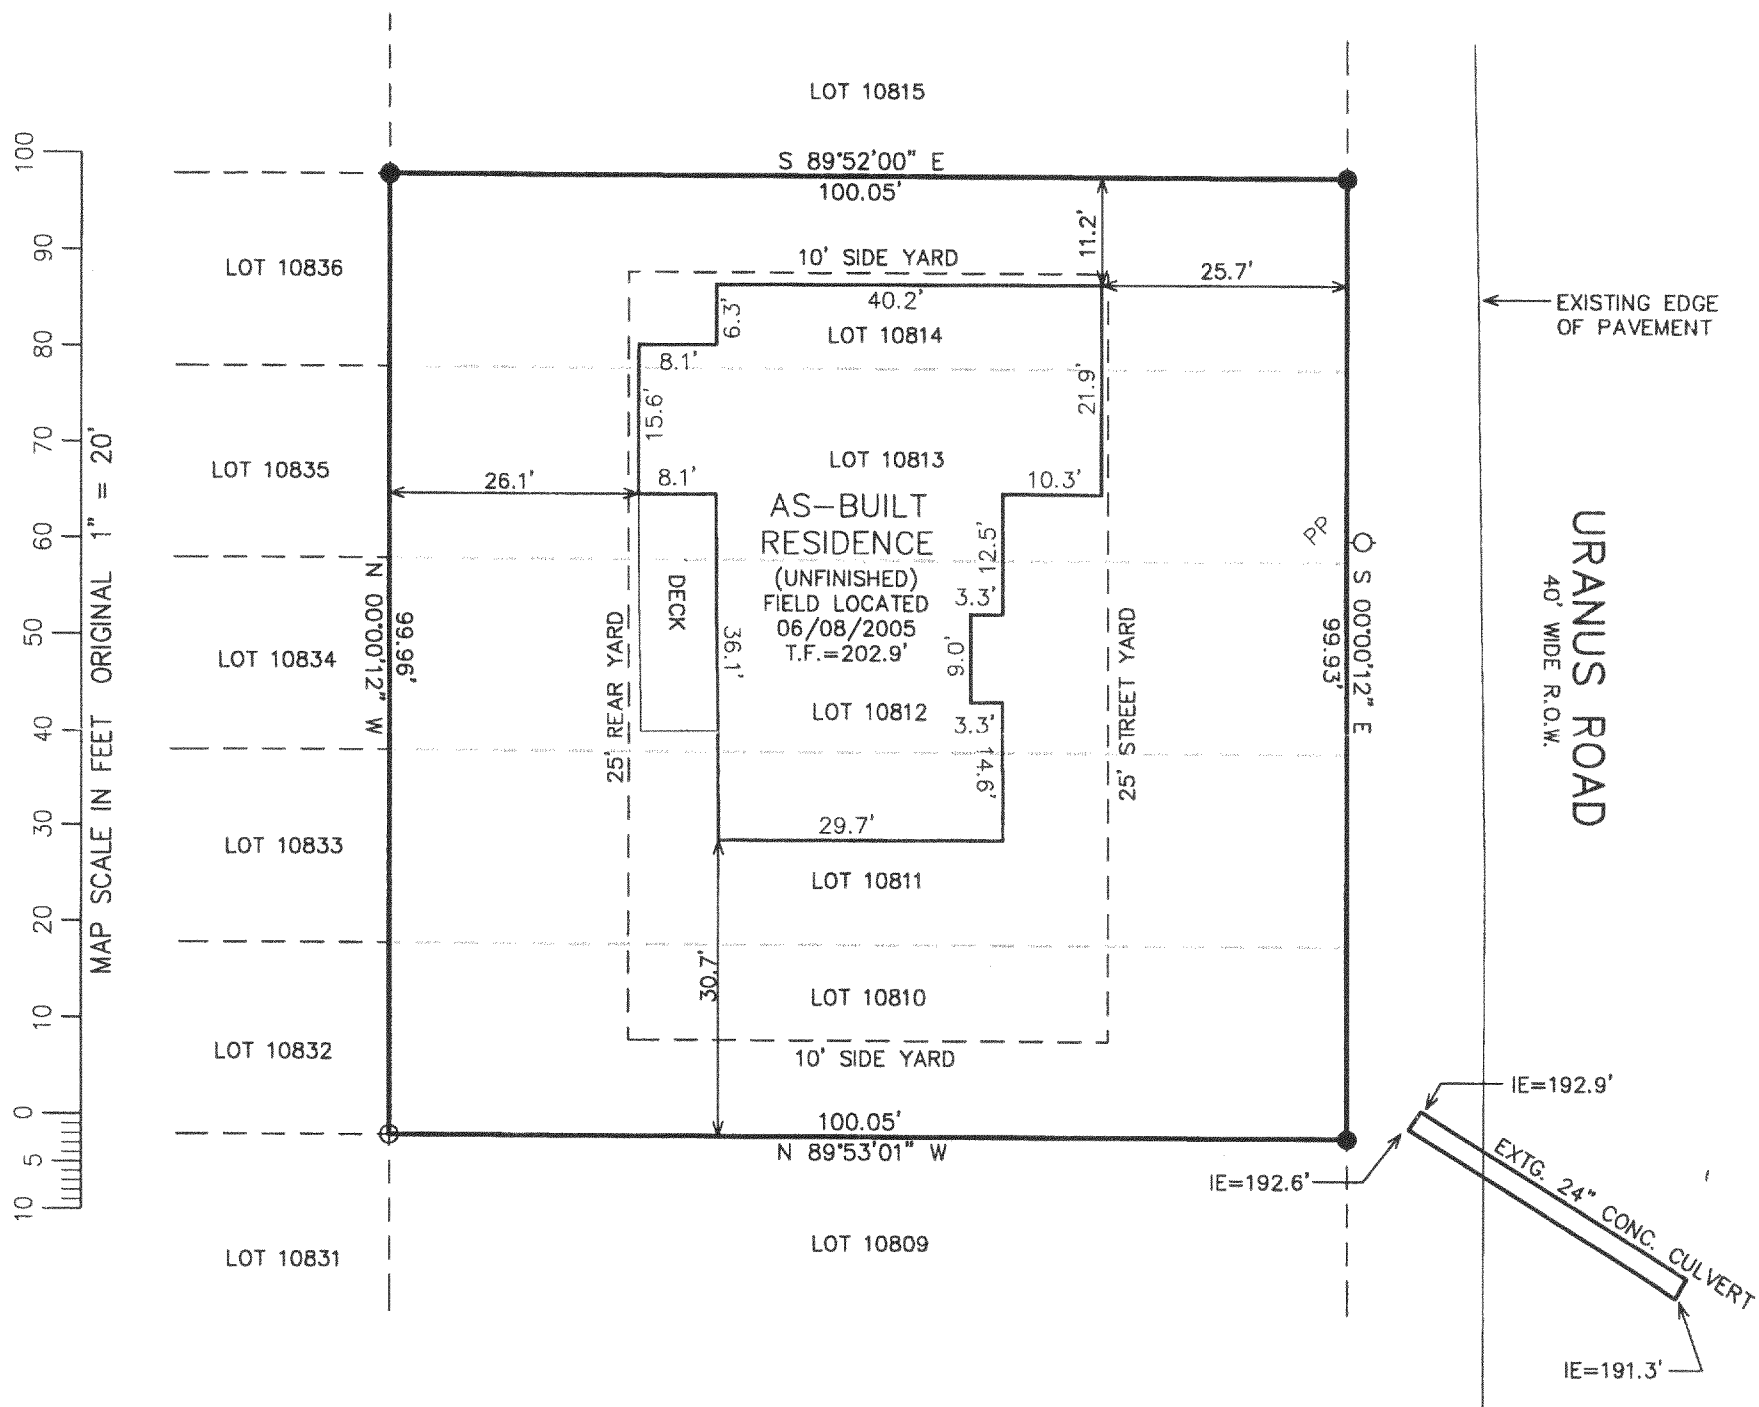 LOT 10815
S 89°52'00" E
100.05'
11.2'
10' SIDE YARD
25.7'
40.2'
6.3'
LOT 10836
LOT 10814
EXISTING EDGE
OF PAVEMENT
8.1'
15.6'
21.9'
LOT 10835
LOT 10813
26.1'
8.1'
10.3'
AS-BUILT
RESIDENCE
(UNFINISHED)
FIELD LOCATED
06/08/2005
T.F.=202.9'
12.5'
3.3'
9.0'
3.3'
14.6'
DECK
36.1'
PP
S 00°00'12" E
99.93'
N 00°00'12" W
99.96'
LOT 10834
25' REAR YARD
25' STREET YARD
LOT 10812
URANUS ROAD
40' WIDE R.O.W.
29.7'
LOT 10833
LOT 10811
30.7'
LOT 10810
LOT 10832
10' SIDE YARD
100.05'
N 89°53'01" W
IE=192.9'
IE=192.6'
EXTG. 24" CONC. CULVERT
IE=191.3'
LOT 10831
LOT 10809
100
90
80
70
60
50
40
30
20
10
0
5
10
MAP SCALE IN FEET ORIGINAL 1" = 20'